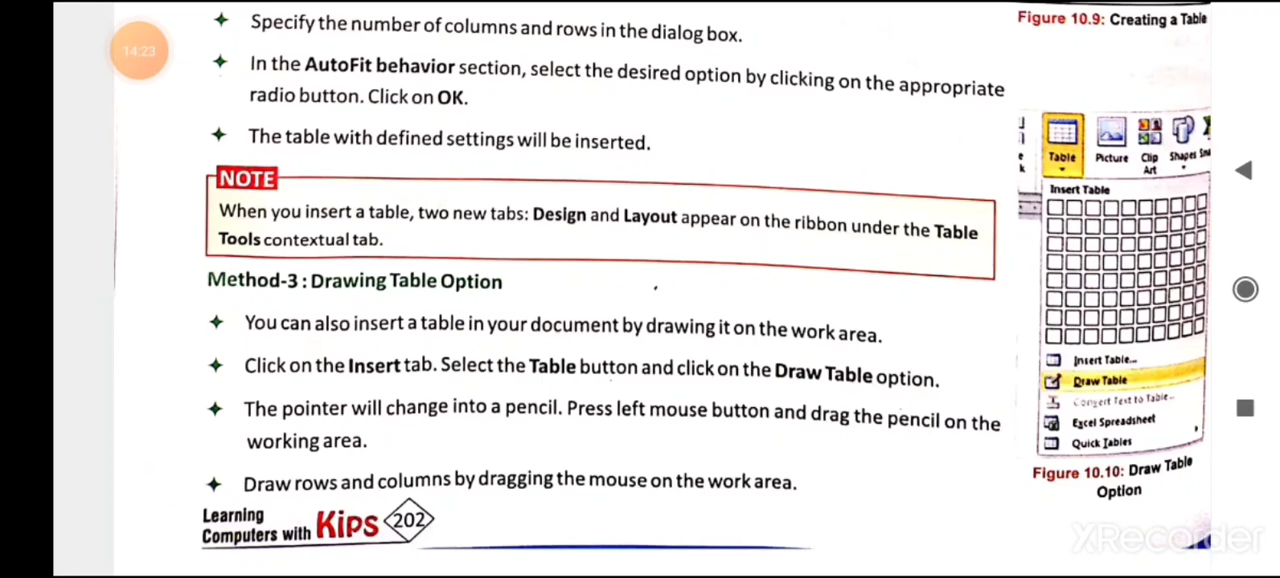 14:23
✦ Specify the number of columns and rows in the dialog box.
✦ In the AutoFit behavior section, select the desired option by clicking on the appropriate
radio button. Click on OK.
✦ The table with defined settings will be inserted.
NOTE
When you insert a table, two new tabs: Design and Layout appear on the ribbon under the Table
Tools contextual tab.
Method-3 : Drawing Table Option
✦ You can also insert a table in your document by drawing it on the work area.
✦ Click on the Insert tab. Select the Table button and click on the Draw Table option.
✦ The pointer will change into a pencil. Press left mouse button and drag the pencil on the
working area.
✦ Draw rows and columns by dragging the mouse on the work area.
Learning
Computers with Kips 202
Figure 10.9: Creating a Table
Table Picture Clip Shapes
Art
Insert Table
Insert Table...
Draw Table
Convert Text to Table...
Excel Spreadsheet
Quick Tables
Figure 10.10: Draw Table
Option
XRecorder